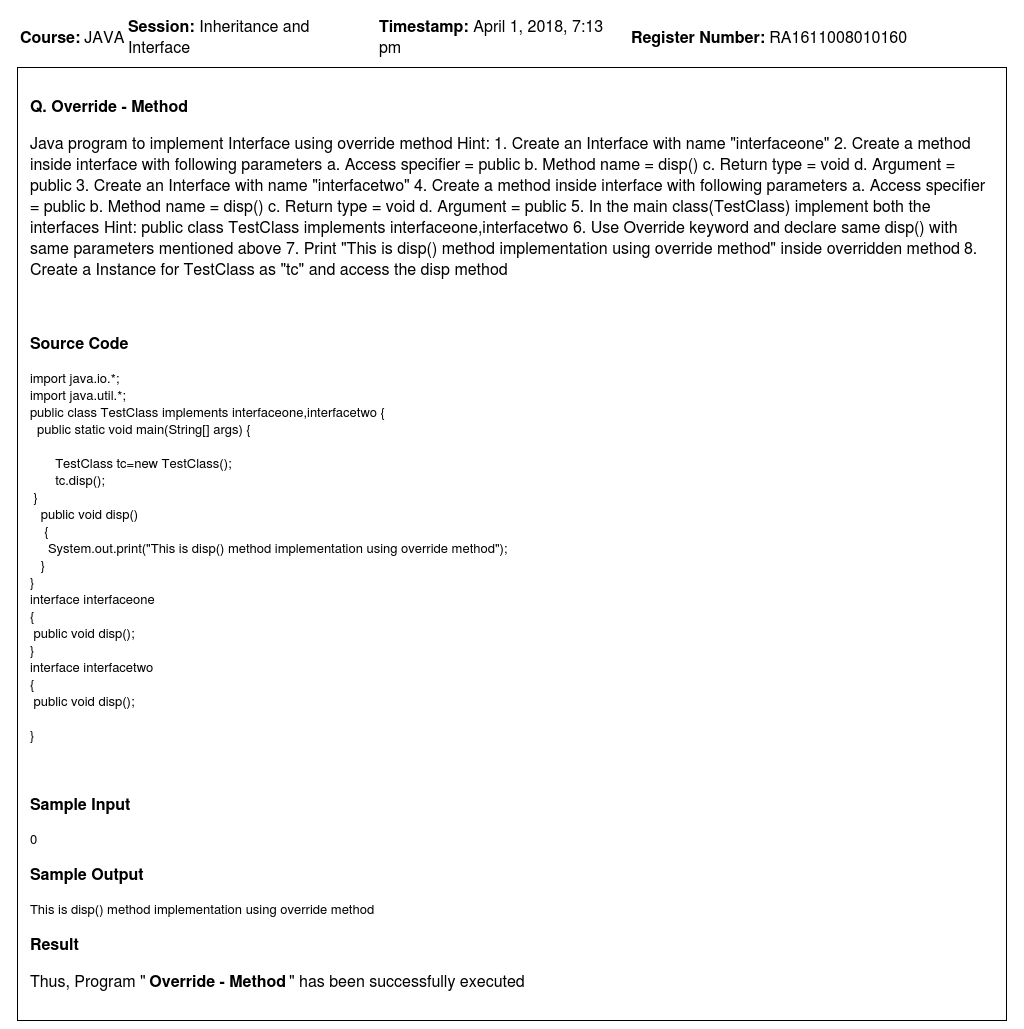 Course: JAVA Session: Inheritance and Interface Timestamp: April 1, 2018, 7:13 pm Register Number: RA1611008010160
Q. Override - Method
Java program to implement Interface using override method Hint: 1. Create an Interface with name "interfaceone" 2. Create a method
inside interface with following parameters a. Access specifier = public b. Method name = disp() c. Return type = void d. Argument =
public 3. Create an Interface with name "interfacetwo" 4. Create a method inside interface with following parameters a. Access specifier
= public b. Method name = disp() c. Return type = void d. Argument = public 5. In the main class(TestClass) implement both the
interfaces Hint: public class TestClass implements interfaceone,interfacetwo 6. Use Override keyword and declare same disp() with
same parameters mentioned above 7. Print "This is disp() method implementation using override method" inside overridden method 8.
Create a Instance for TestClass as "tc" and access the disp method
Source Code
import java.io.*;
import java.util.*;
public class TestClass implements interfaceone,interfacetwo {
public static void main(String[] args) {
TestClass tc=new TestClass();
tc.disp();
}
public void disp()
{
System.out.print("This is disp() method implementation using override method");
}
}
interface interfaceone
{
public void disp();
}
interface interfacetwo
{
public void disp();
}
Sample Input
0
Sample Output
This is disp() method implementation using override method
Result
Thus, Program " Override - Method " has been successfully executed